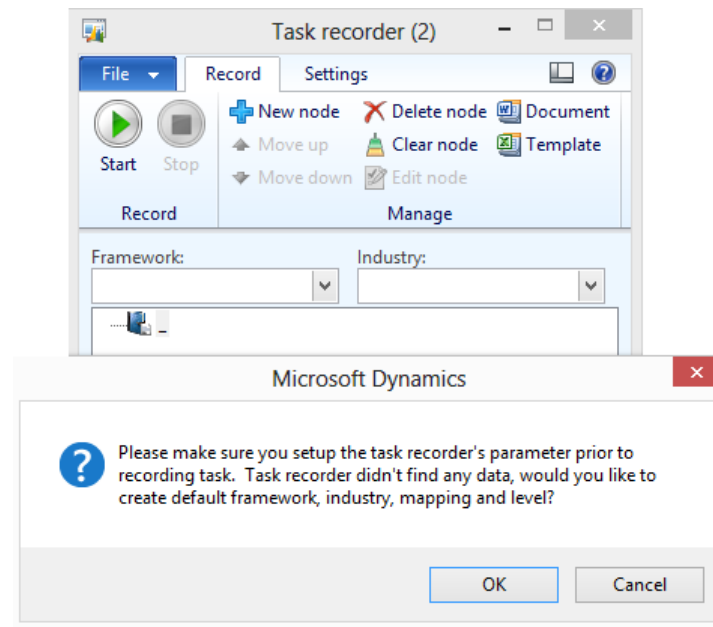 Task recorder (2)
File Record Settings
New node Delete node Document
Move up Clear node Template
Start Stop
Move down Edit node
Record Manage
Framework: Industry:
Microsoft Dynamics
Please make sure you setup the task recorder's parameter prior to
recording task. Task recorder didn't find any data, would you like to
create default framework, industry, mapping and level?
OK Cancel